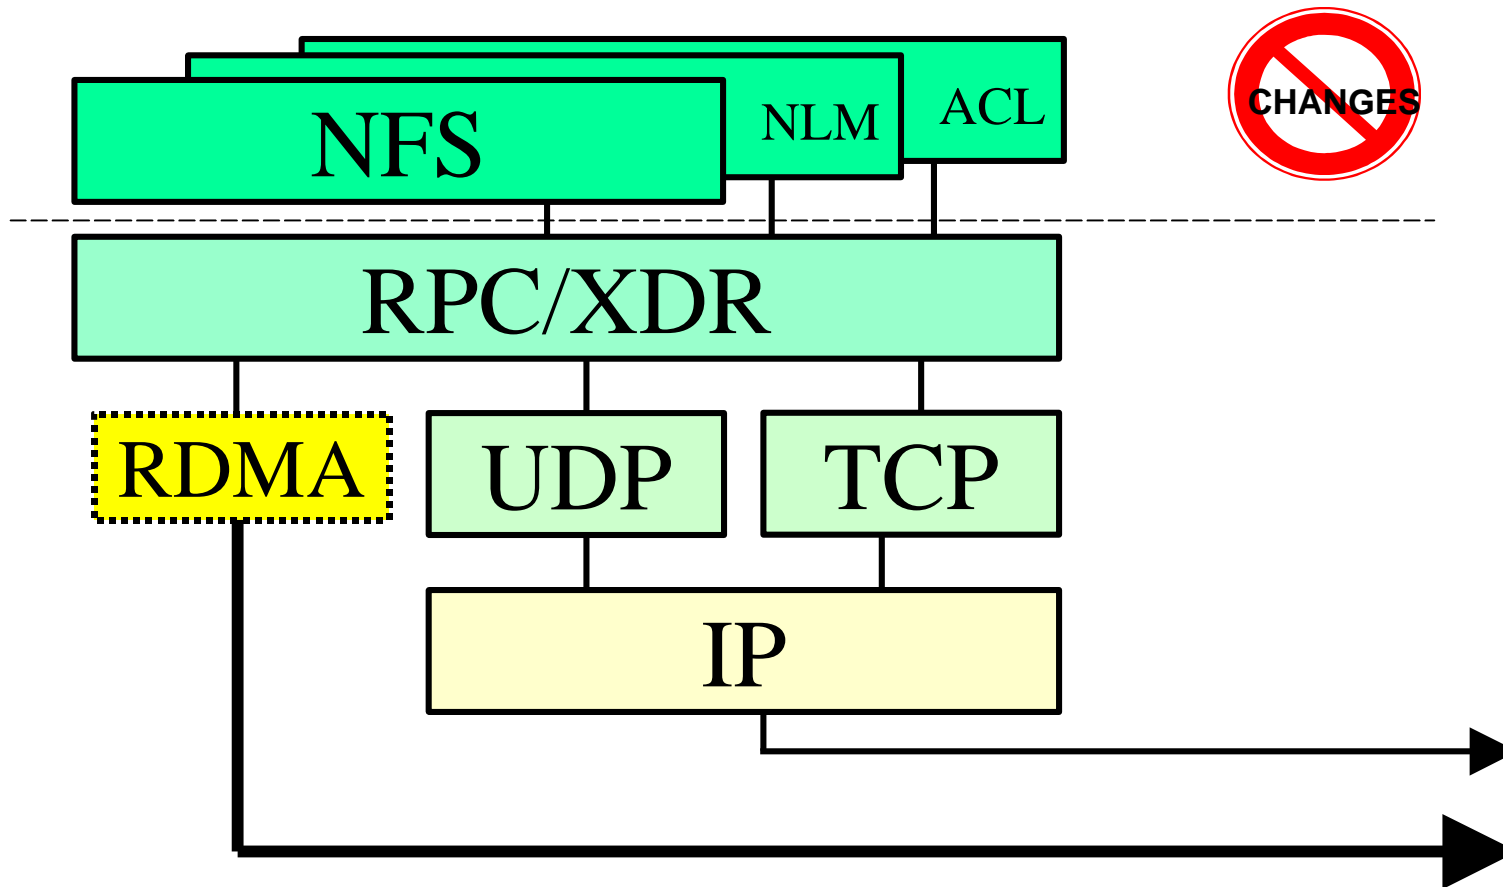 NFS
NLM
ACL
CHANGES
RPC/XDR
RDMA
UDP
TCP
IP